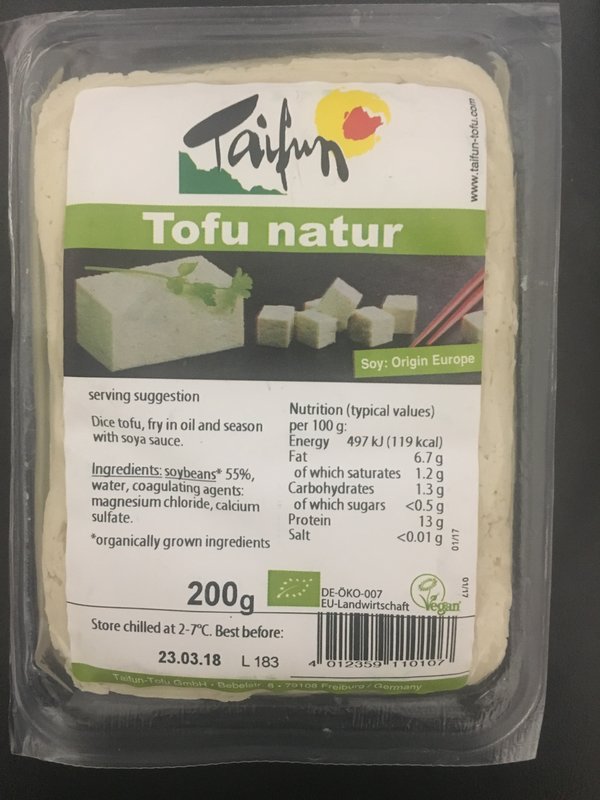 Taifun
www.taifun-tofu.com
Tofu natur
Soy: Origin Europe
serving suggestion
Dice tofu, fry in oil and season
with soya sauce.
Ingredients: soybeans* 55%,
water, coagulating agents:
magnesium chloride, calcium
sulfate.
*organically grown ingredients
Nutrition (typical values)
per 100 g:
Energy 497 kJ (119 kcal)
Fat 6.7 g
of which saturates 1.2 g
Carbohydrates 1.3 g
of which sugars <0.5 g
Protein 13 g
Salt <0.01 g
01/17
200g
DE-ÖKO-007
EU-Landwirtschaft
Vegan
01/17
Store chilled at 2-7°C. Best before:
23.03.18 L 183
4 012359 110107
Taifun-Tofu GmbH · Bebelstr. 8 · 79108 Freiburg / Germany